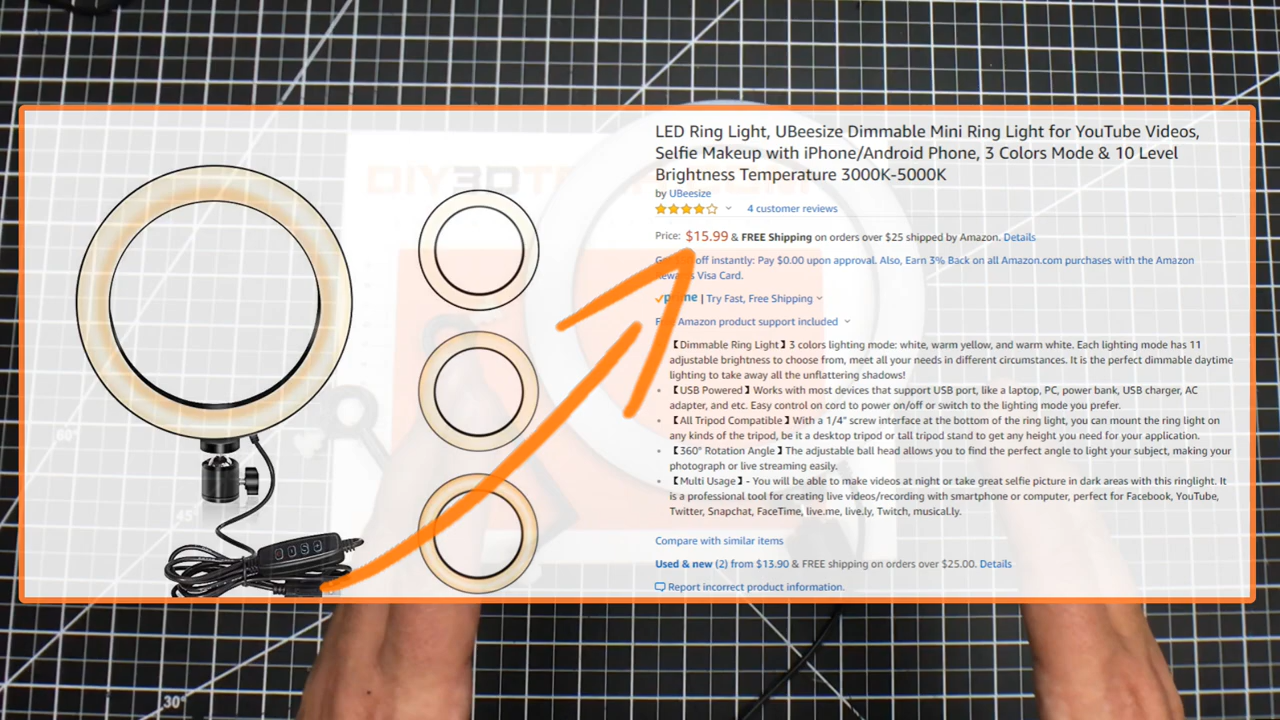 LED Ring Light, UBeesize Dimmable Mini Ring Light for YouTube Videos,
Selfie Makeup with iPhone/Android Phone, 3 Colors Mode & 10 Level
Brightness Temperature 3000K-5000K
by UBeesize
4 customer reviews
Price: $15.99 & FREE Shipping on orders over $25 shipped by Amazon. Details
off instantly: Pay $0.00 upon approval. Also, Earn 3% Back on all Amazon.com purchases with the Amazon
Rewards Visa Card.
prime | Try Fast, Free Shipping
Free Amazon product support included
【Dimmable Ring Light】3 colors lighting mode: white, warm yellow, and warm white. Each lighting mode has 11
adjustable brightness to choose from, meet all your needs in different circumstances. It is the perfect dimmable daytime
lighting to take away all the unflattering shadows!
【USB Powered】Works with most devices that support USB port, like a laptop, PC, power bank, USB charger, AC
adapter, and etc. Easy control on cord to power on/off or switch to the lighting mode you prefer.
【All Tripod Compatible】With a 1/4" screw interface at the bottom of the ring light, you can mount the ring light on
any kinds of the tripod, be it a desktop tripod or tall tripod stand to get any height you need for your application.
【360° Rotation Angle】The adjustable ball head allows you to find the perfect angle to light your subject, making your
photograph or live streaming easily.
【Multi Usage】- You will be able to make videos at night or take great selfie picture in dark areas with this ringlight. It
is a professional tool for creating live videos/recording with smartphone or computer, perfect for Facebook, YouTube,
Twitter, Snapchat, FaceTime, live.me, live.ly, Twitch, musical.ly.
Compare with similar items
Used & new (2) from $13.90 & FREE shipping on orders over $25.00. Details
Report incorrect product information.
60°
45°
30°